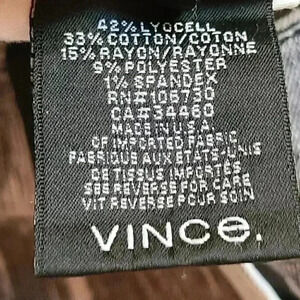 42% LYOCELL
33% COTTON/COTON
15% RAYON/RAYONNE
9% POLYESTER
1% SPANDEX
RN#106730
CA#34460
MADE IN U.S.A.
OF IMPORTED FABRIC
FABRIQUE AUX ETATS UNIS
DE TISSUS IMPORTES
SEE REVERSE FOR CARE
VIT REVERSE POUR SOIN
VINCE.